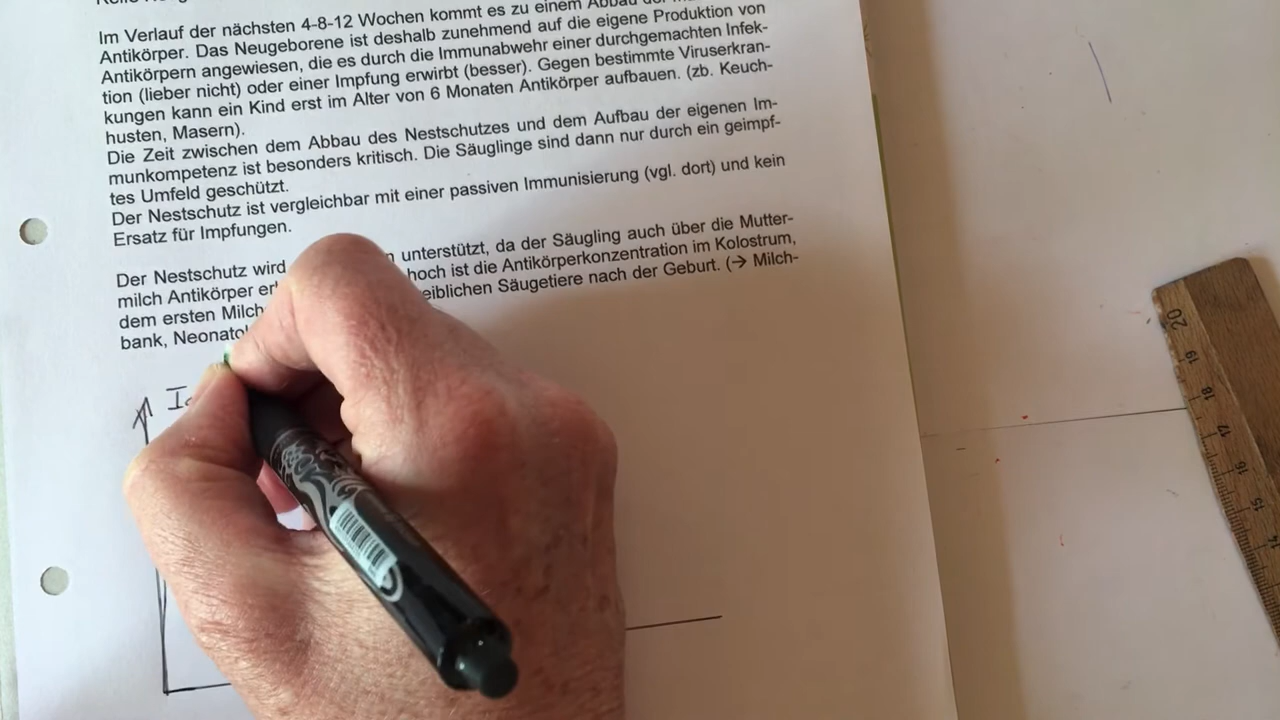 Im Verlauf der nächsten 4-8-12 Wochen kommt es zu einem Abbau der
Antikörper. Das Neugeborene ist deshalb zunehmend auf die eigene Produktion von
Antikörpern angewiesen, die es durch die Immunabwehr einer durchgemachten Infek-
tion (lieber nicht) oder einer Impfung erwirbt (besser). Gegen bestimmte Viruserkran-
kungen kann ein Kind erst im Alter von 6 Monaten Antikörper aufbauen. (zb. Keuch-
husten, Masern).
Die Zeit zwischen dem Abbau des Nestschutzes und dem Aufbau der eigenen Im-
munkompetenz ist besonders kritisch. Die Säuglinge sind dann nur durch ein geimpf-
tes Umfeld geschützt.
Der Nestschutz ist vergleichbar mit einer passiven Immunisierung (vgl. dort) und kein
Ersatz für Impfungen.
Der Nestschutz wird unterstützt, da der Säugling auch über die Mutter-
milch Antikörper hoch ist die Antikörperkonzentration im Kolostrum,
dem ersten Säugetiere nach der Geburt. (→ Milch-
bank,
20
19
18
17
16
15
14